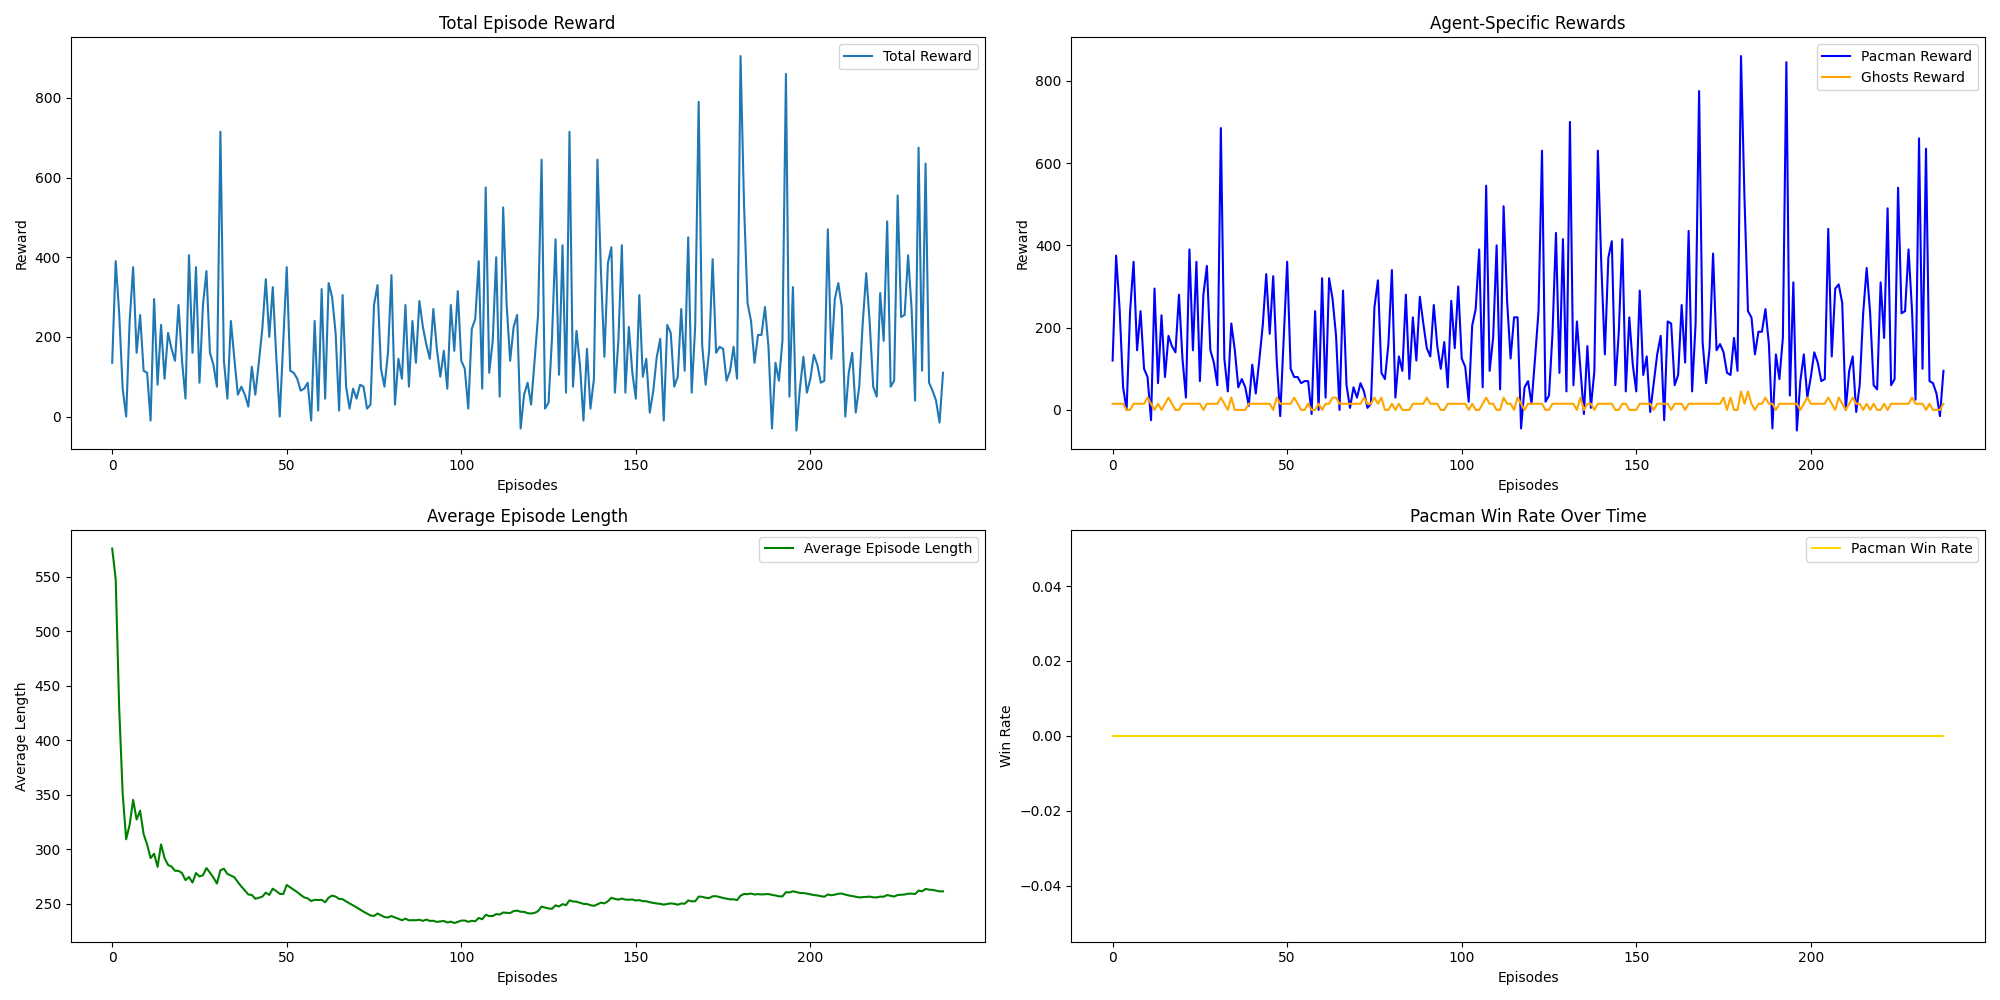 Total Episode Reward
Total Reward
800
600
400
200
0
Reward
0 50 100 150 200
Episodes
Agent-Specific Rewards
Pacman Reward
Ghosts Reward
800
600
400
200
0
Reward
0 50 100 150 200
Episodes
Average Episode Length
Average Episode Length
550
500
450
400
350
300
250
Average Length
0 50 100 150 200
Episodes
Pacman Win Rate Over Time
Pacman Win Rate
0.04
0.02
0.00
−0.02
−0.04
Win Rate
0 50 100 150 200
Episodes